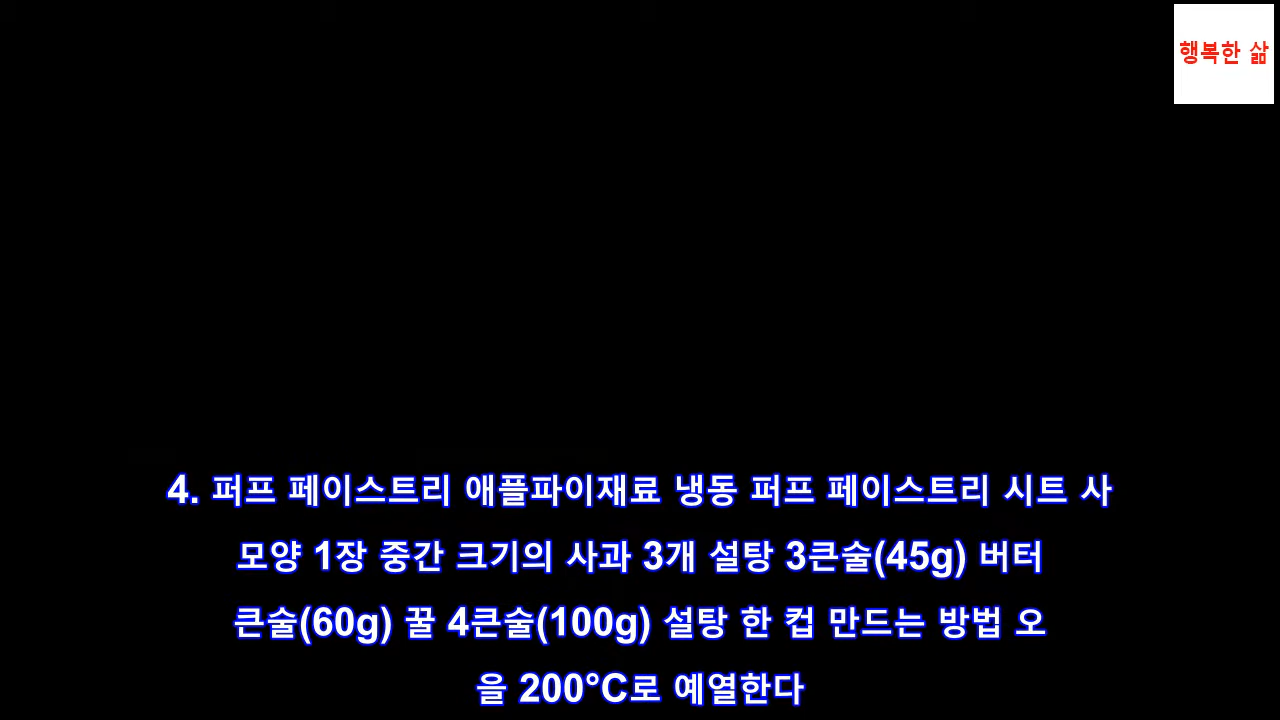 행복한 삶
4. 퍼프 페이스트리 애플파이재료 냉동 퍼프 페이스트리 시트 사
모양 1장 중간 크기의 사과 3개 설탕 3큰술(45g) 버터
큰술(60g) 꿀 4큰술(100g) 설탕 한 컵 만드는 방법 오
을 200°C로 예열한다